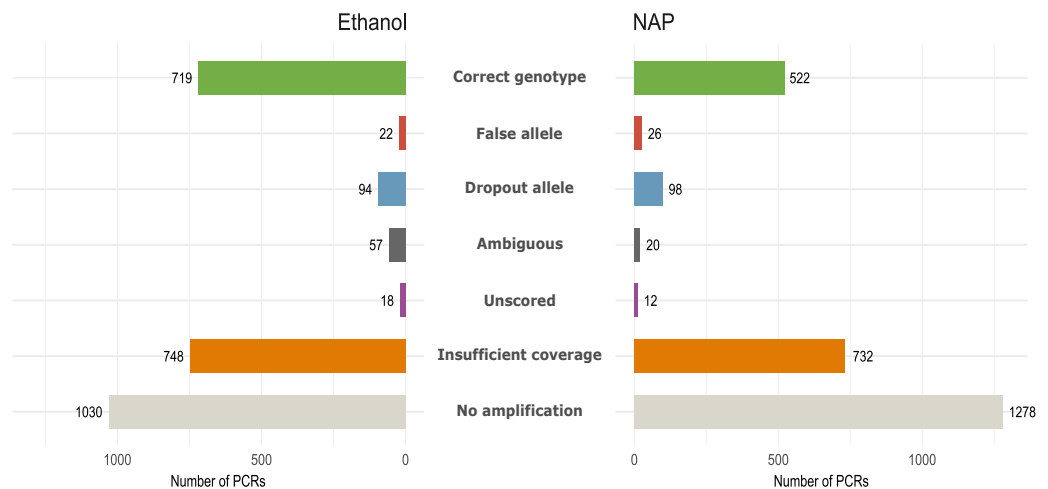 Ethanol NAP
719 Correct genotype 522
22 False allele 26
94 Dropout allele 98
57 Ambiguous 20
18 Unscored 12
748 Insufficient coverage 732
1030 No amplification 1278
1000 500 0 0 500 1000
Number of PCRs Number of PCRs